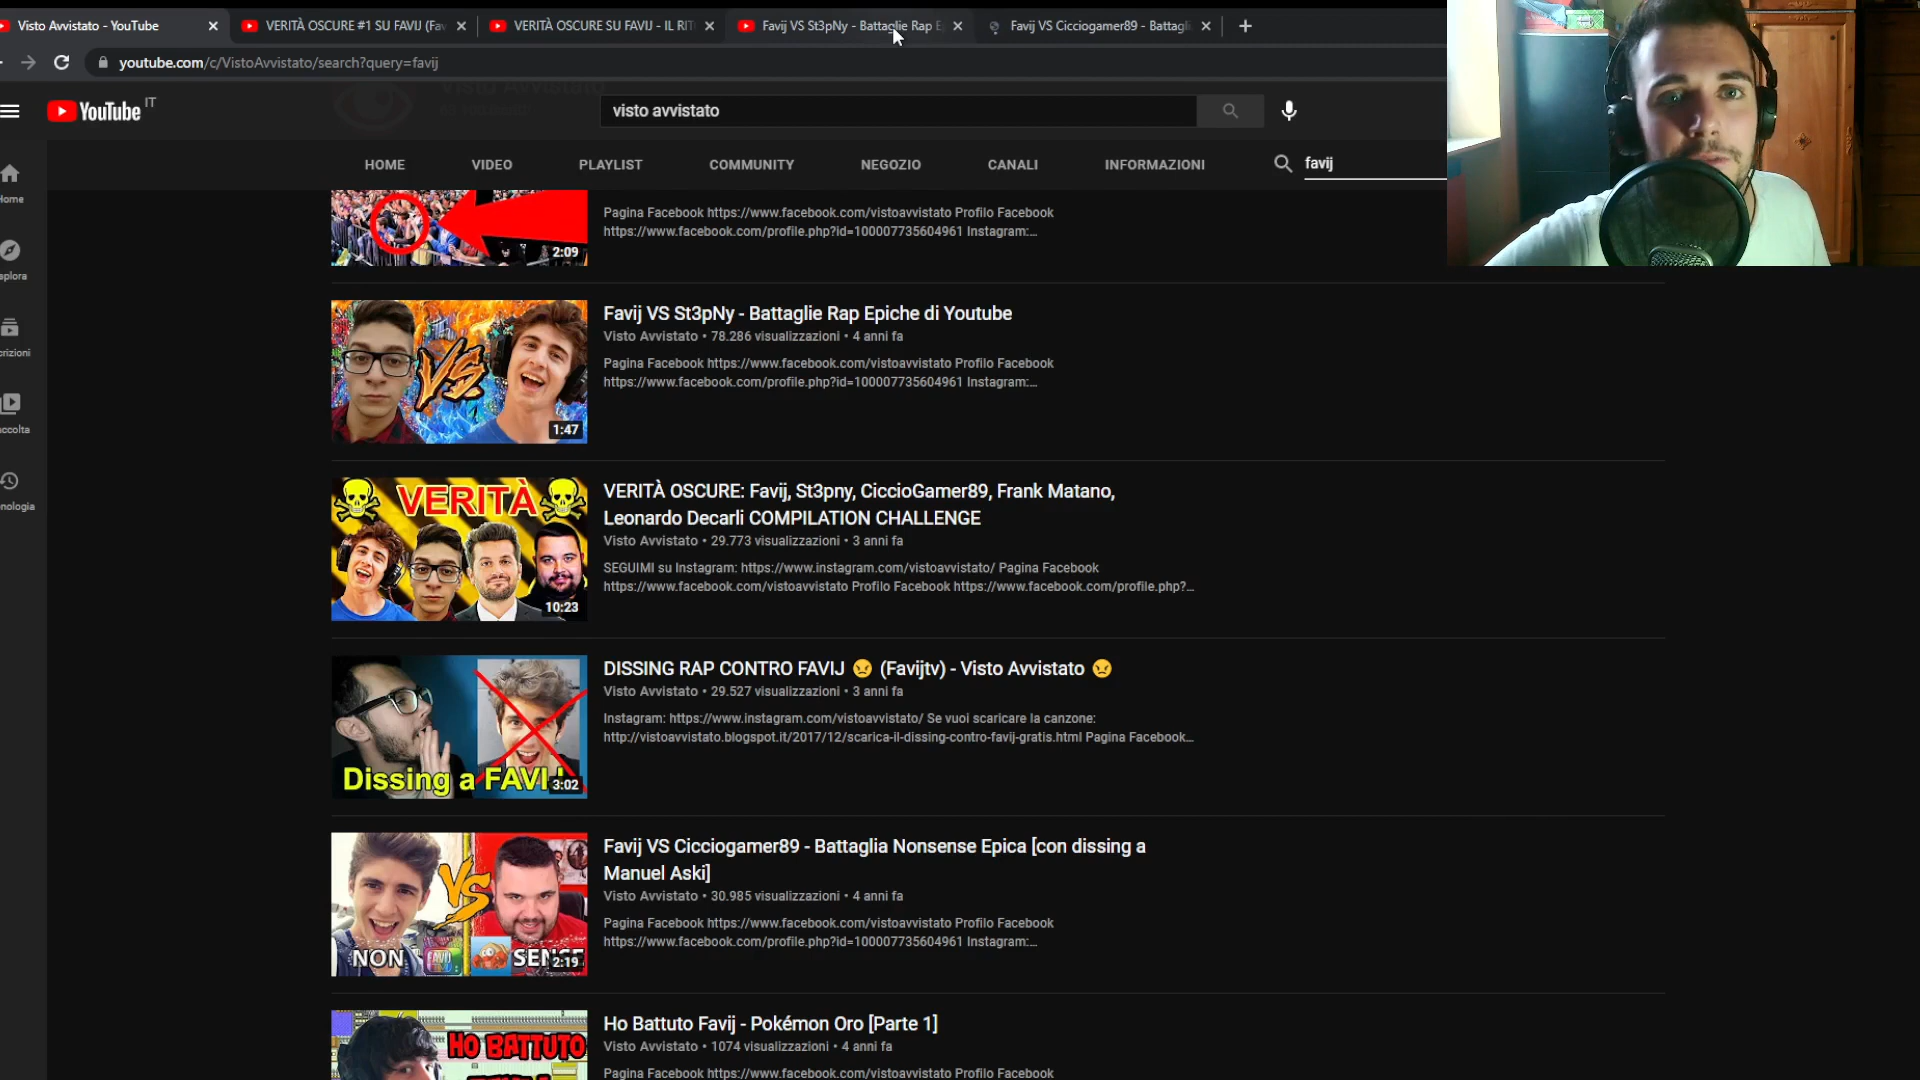 Visto Avvistato - YouTube
VERITÀ OSCURE #1 SU FAVIJ (Fav
VERITÀ OSCURE SU FAVIJ - IL RIT
Favij VS St3pNy - Battaglie Rap E
Favij VS Cicciogamer89 - Battagli
youtube.com/c/VistoAvvistato/search?query=favij
YouTube IT
visto avvistato
HOME VIDEO PLAYLIST COMMUNITY NEGOZIO CANALI INFORMAZIONI favij
Home
splora
crizioni
accolta
onologia
2:09
Pagina Facebook https://www.facebook.com/vistoavvistato Profilo Facebook
https://www.facebook.com/profile.php?id=100007735604961 Instagram:...
VS
1:47
Favij VS St3pNy - Battaglie Rap Epiche di Youtube
Visto Avvistato • 78.286 visualizzazioni • 4 anni fa
Pagina Facebook https://www.facebook.com/vistoavvistato Profilo Facebook
https://www.facebook.com/profile.php?id=100007735604961 Instagram:...
VERITÀ
10:23
VERITÀ OSCURE: Favij, St3pny, CiccioGamer89, Frank Matano,
Leonardo Decarli COMPILATION CHALLENGE
Visto Avvistato • 29.773 visualizzazioni • 3 anni fa
SEGUIMI su Instagram: https://www.instagram.com/vistoavvistato/ Pagina Facebook
https://www.facebook.com/vistoavvistato Profilo Facebook https://www.facebook.com/profile.php?...
Dissing a FAVIJ
3:02
DISSING RAP CONTRO FAVIJ 😠 (Favijtv) - Visto Avvistato 😠
Visto Avvistato • 29.527 visualizzazioni • 3 anni fa
Instagram: https://www.instagram.com/vistoavvistato/ Se vuoi scaricare la canzone:
http://vistoavvistato.blogspot.it/2017/12/scarica-il-dissing-contro-favij-gratis.html Pagina Facebook...
VS
NON SENSE
2:19
Favij VS Cicciogamer89 - Battaglia Nonsense Epica [con dissing a
Manuel Aski]
Visto Avvistato • 30.985 visualizzazioni • 4 anni fa
Pagina Facebook https://www.facebook.com/vistoavvistato Profilo Facebook
https://www.facebook.com/profile.php?id=100007735604961 Instagram:...
HO BATTUTO
Ho Battuto Favij - Pokémon Oro [Parte 1]
Visto Avvistato • 1074 visualizzazioni • 4 anni fa
Pagina Facebook https://www.facebook.com/vistoavvistato Profilo Facebook